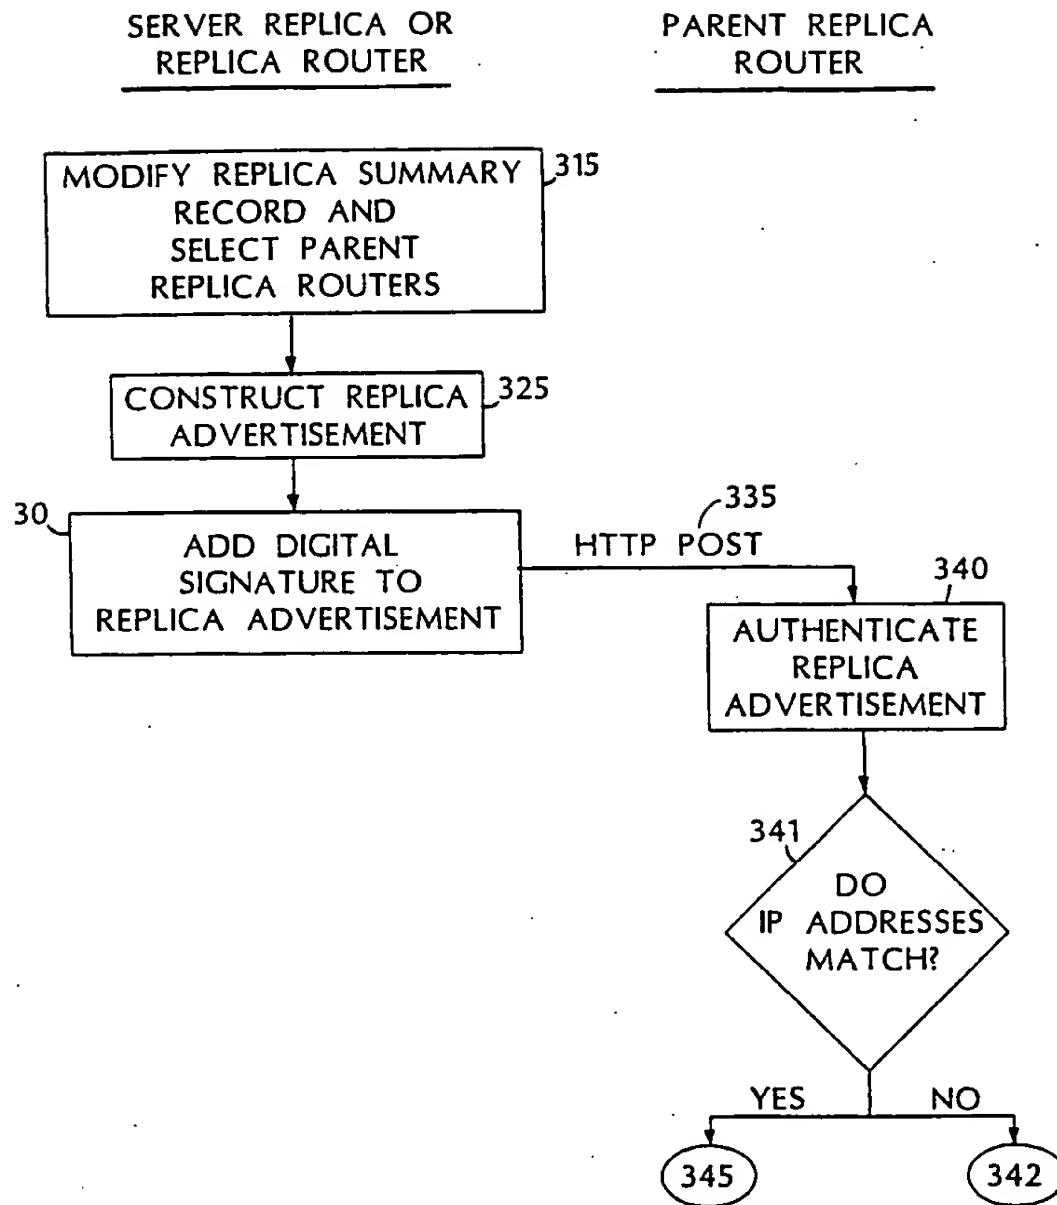 SERVER REPLICA OR
REPLICA ROUTER
PARENT REPLICA
ROUTER
MODIFY REPLICA SUMMARY
RECORD AND
SELECT PARENT
REPLICA ROUTERS
315
CONSTRUCT REPLICA
ADVERTISEMENT
325
30
ADD DIGITAL
SIGNATURE TO
REPLICA ADVERTISEMENT
335
HTTP POST
340
AUTHENTICATE
REPLICA
ADVERTISEMENT
341
DO
IP ADDRESSES
MATCH?
YES
NO
345
342